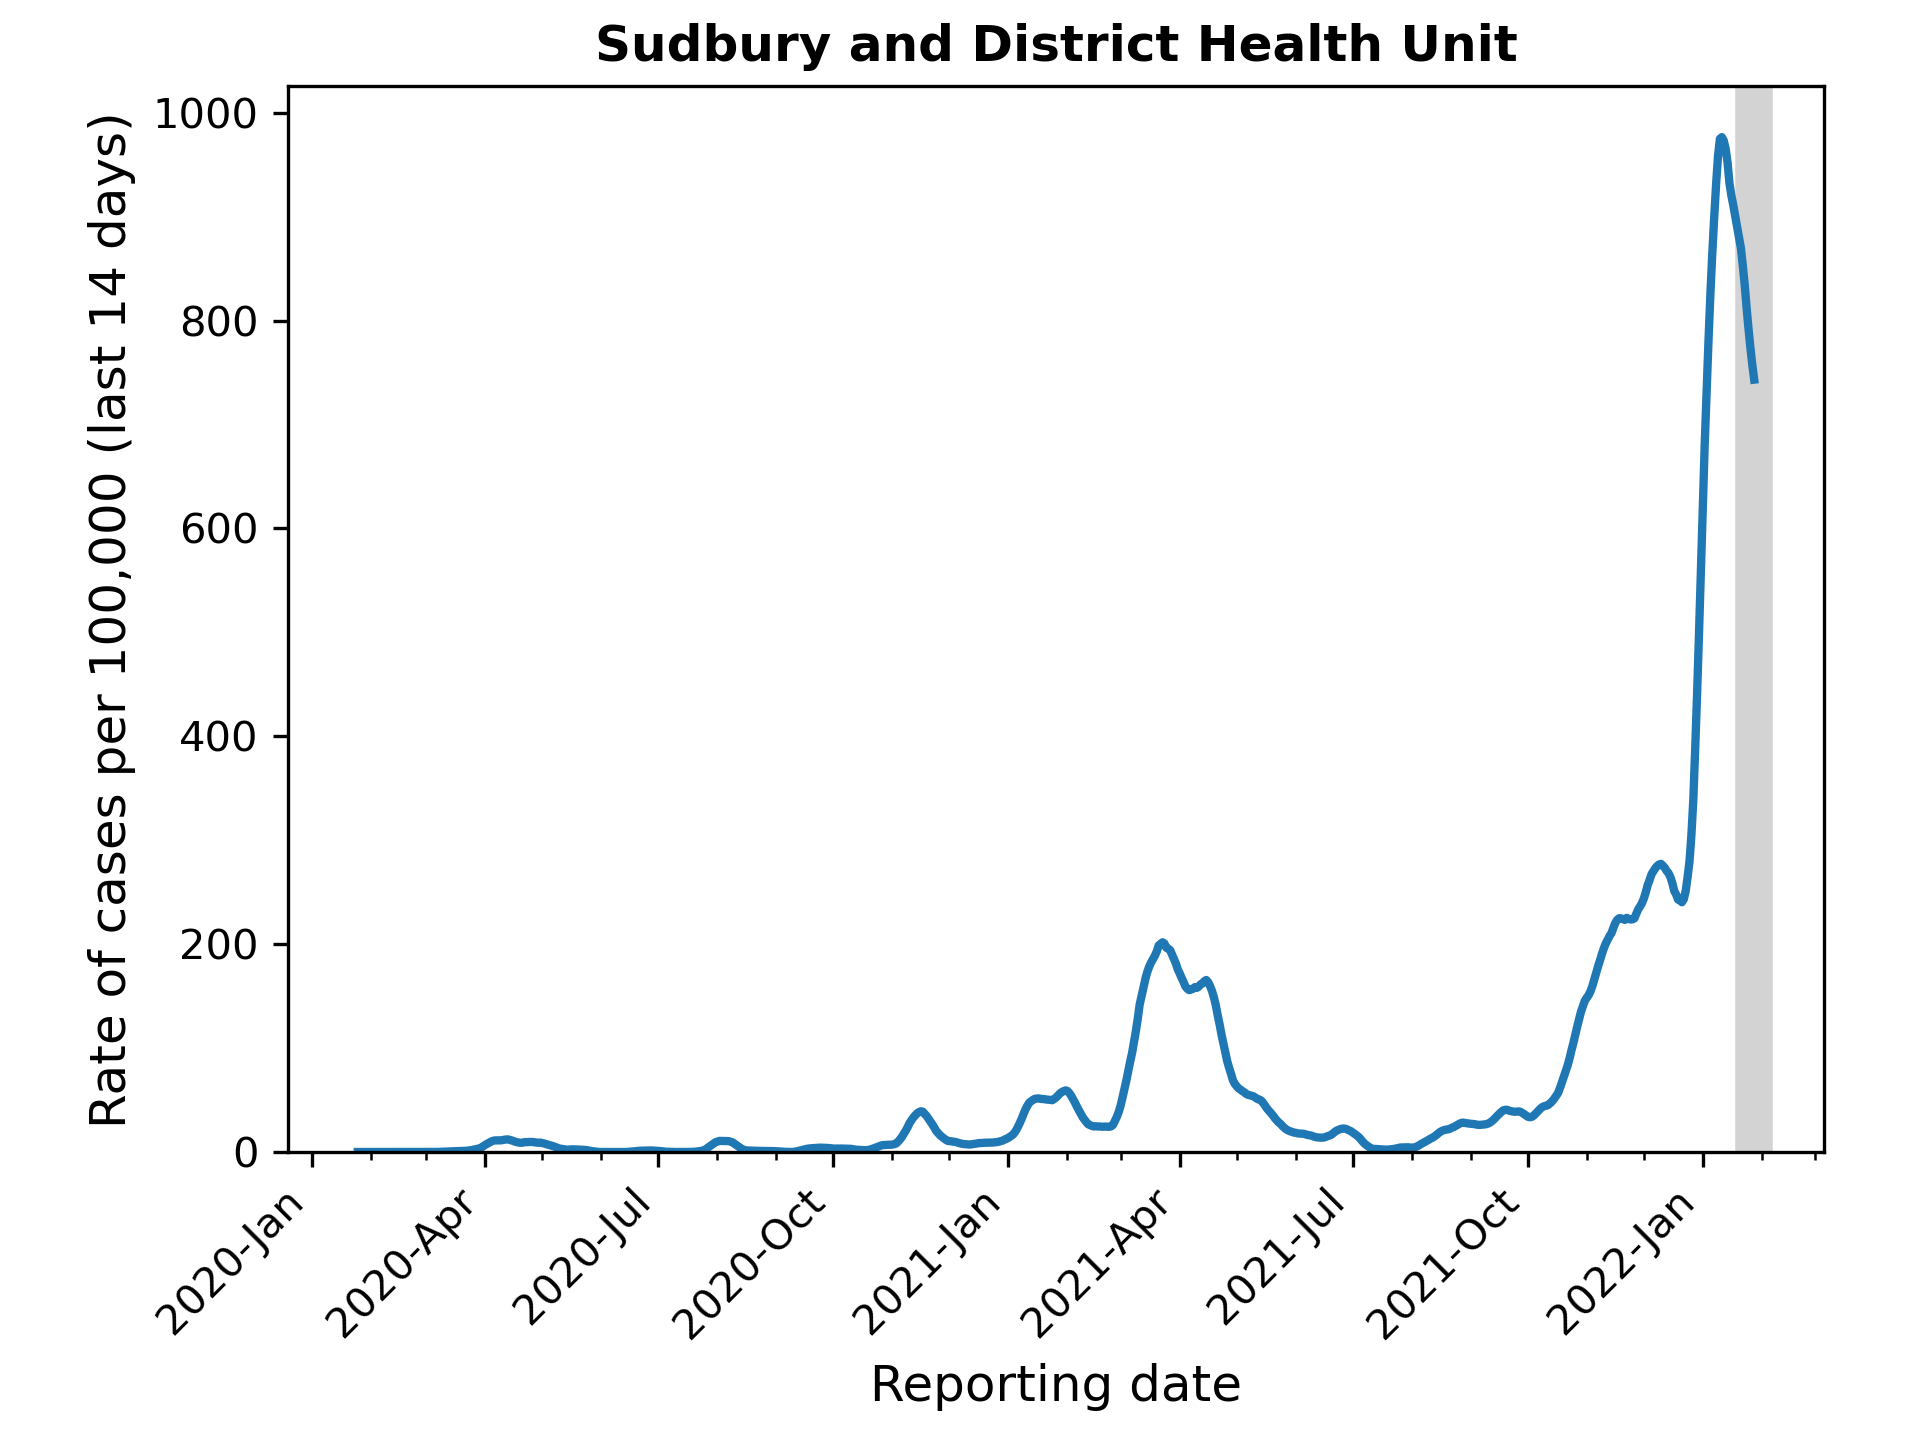 Sudbury and District Health Unit
Rate of cases per 100,000 (last 14 days)
1000
800
600
400
200
0
2020-Jan
2020-Apr
2020-Jul
2020-Oct
2021-Jan
2021-Apr
2021-Jul
2021-Oct
2022-Jan
Reporting date